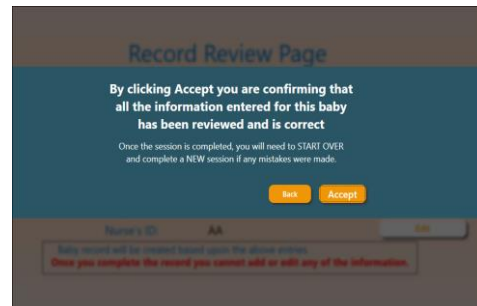 Record Review Page
By clicking Accept you are confirming that
all the information entered for this baby
has been reviewed and is correct
Once the session is completed, you will need to START OVER
and complete a NEW session if any mistakes were made.
Back Accept
Nurse's ID AA Edit
Baby record will be created based upon the above entries
Once you complete the record you cannot add or edit any of the information.